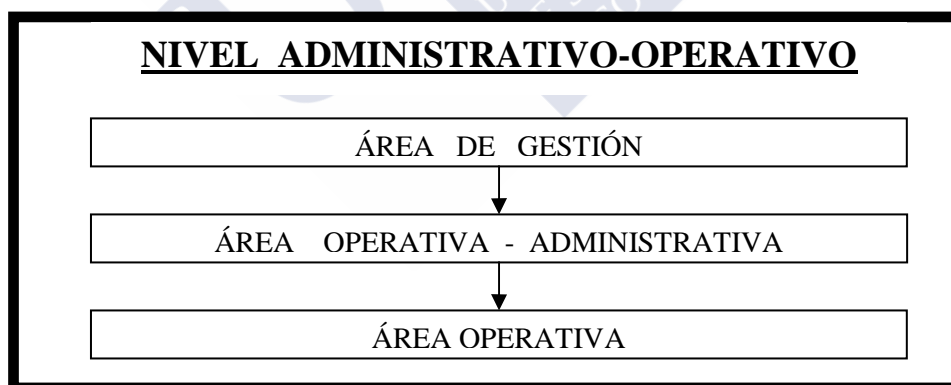 NIVEL ADMINISTRATIVO-OPERATIVO
ÁREA DE GESTIÓN
ÁREA OPERATIVA - ADMINISTRATIVA
ÁREA OPERATIVA